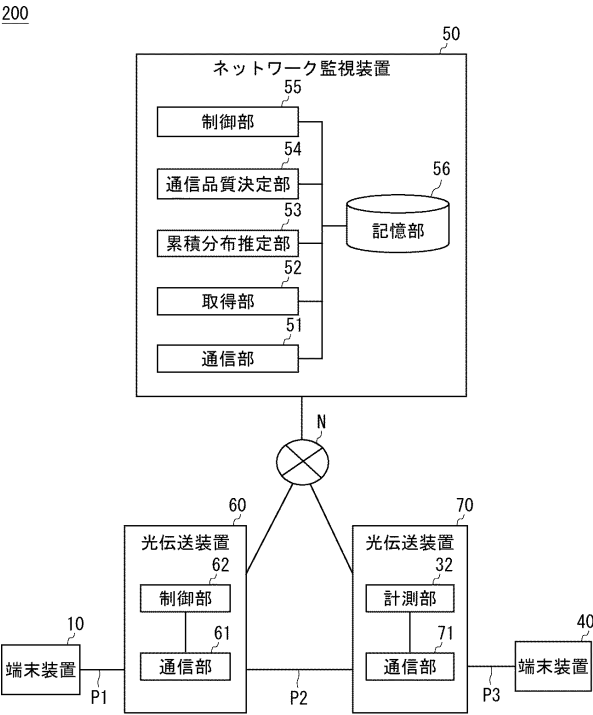 200
50
ネットワーク監視装置
55
制御部
54
通信品質決定部
56
53
記憶部
累積分布推定部
52
取得部
51
通信部
N
60
70
光伝送装置
光伝送装置
62
32
制御部
計測部
10
61
71
40
端末装置
通信部
通信部
端末装置
P1
P2
P3